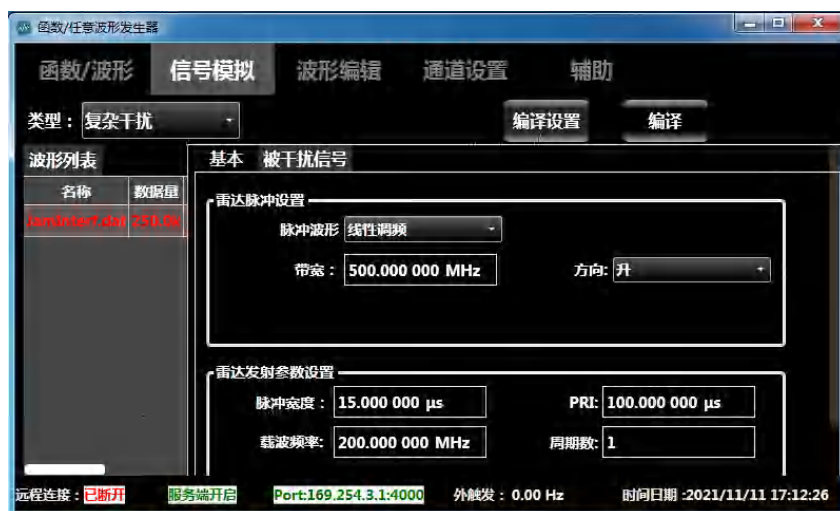 函数/任意波形发生器
函数/波形 信号模拟 波形编辑 通道设置 辅助
类型： 复杂干扰 编译设置 编译
波形列表 基本 被干扰信号
名称 数据量
雷达脉冲设置
脉冲波形 线性调频
带宽： 500.000 000 MHz 方向: 升
雷达发射参数设置
脉冲宽度： 15.000 000 μs PRI: 100.000 000 μs
载波频率: 200.000 000 MHz 周期数: 1
远程连接：已断开 服务端开启 Port:169.254.3.1:4000 外触发： 0.00 Hz 时间日期 :2021/11/11 17:12:26